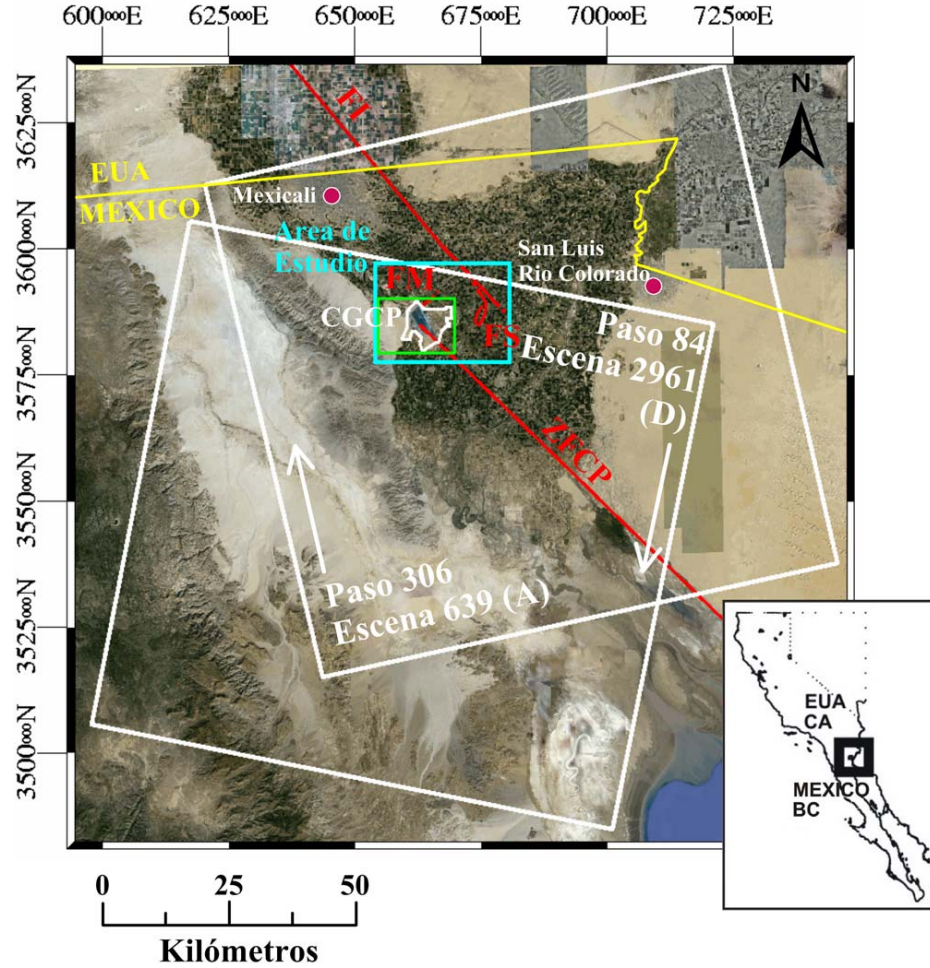 600000E 625000E 650000E 675000E 700000E 725000E
N
3625000N
3600000N
3575000N
3550000N
3525000N
3500000N
FI
EUA
MEXICO
Mexicali
Area de
Estudio
San Luis
Rio Colorado
FM
CGCP
FS
Paso 84
Escena 2961
(D)
ZFCP
Paso 306
Escena 639 (A)
EUA
CA
MEXICO
BC
0 25 50
Kilómetros